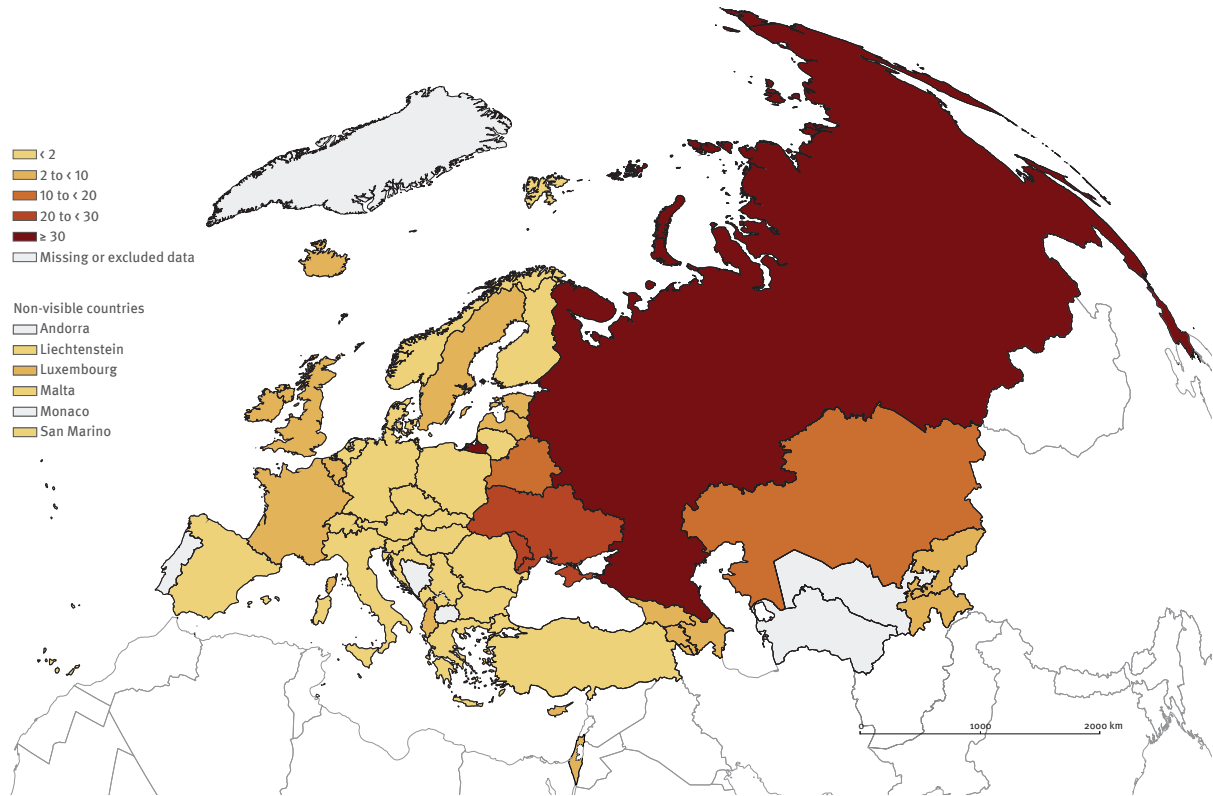 < 2
2 to < 10
10 to < 20
20 to < 30
≥ 30
Missing or excluded data
Non-visible countries
Andorra
Liechtenstein
Luxembourg
Malta
Monaco
San Marino
0 1000 2000 km